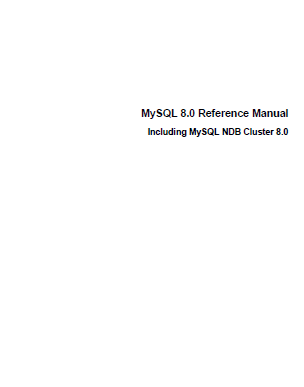 MySQL 8.0 Reference Manual
Including MySQL NDB Cluster 8.0